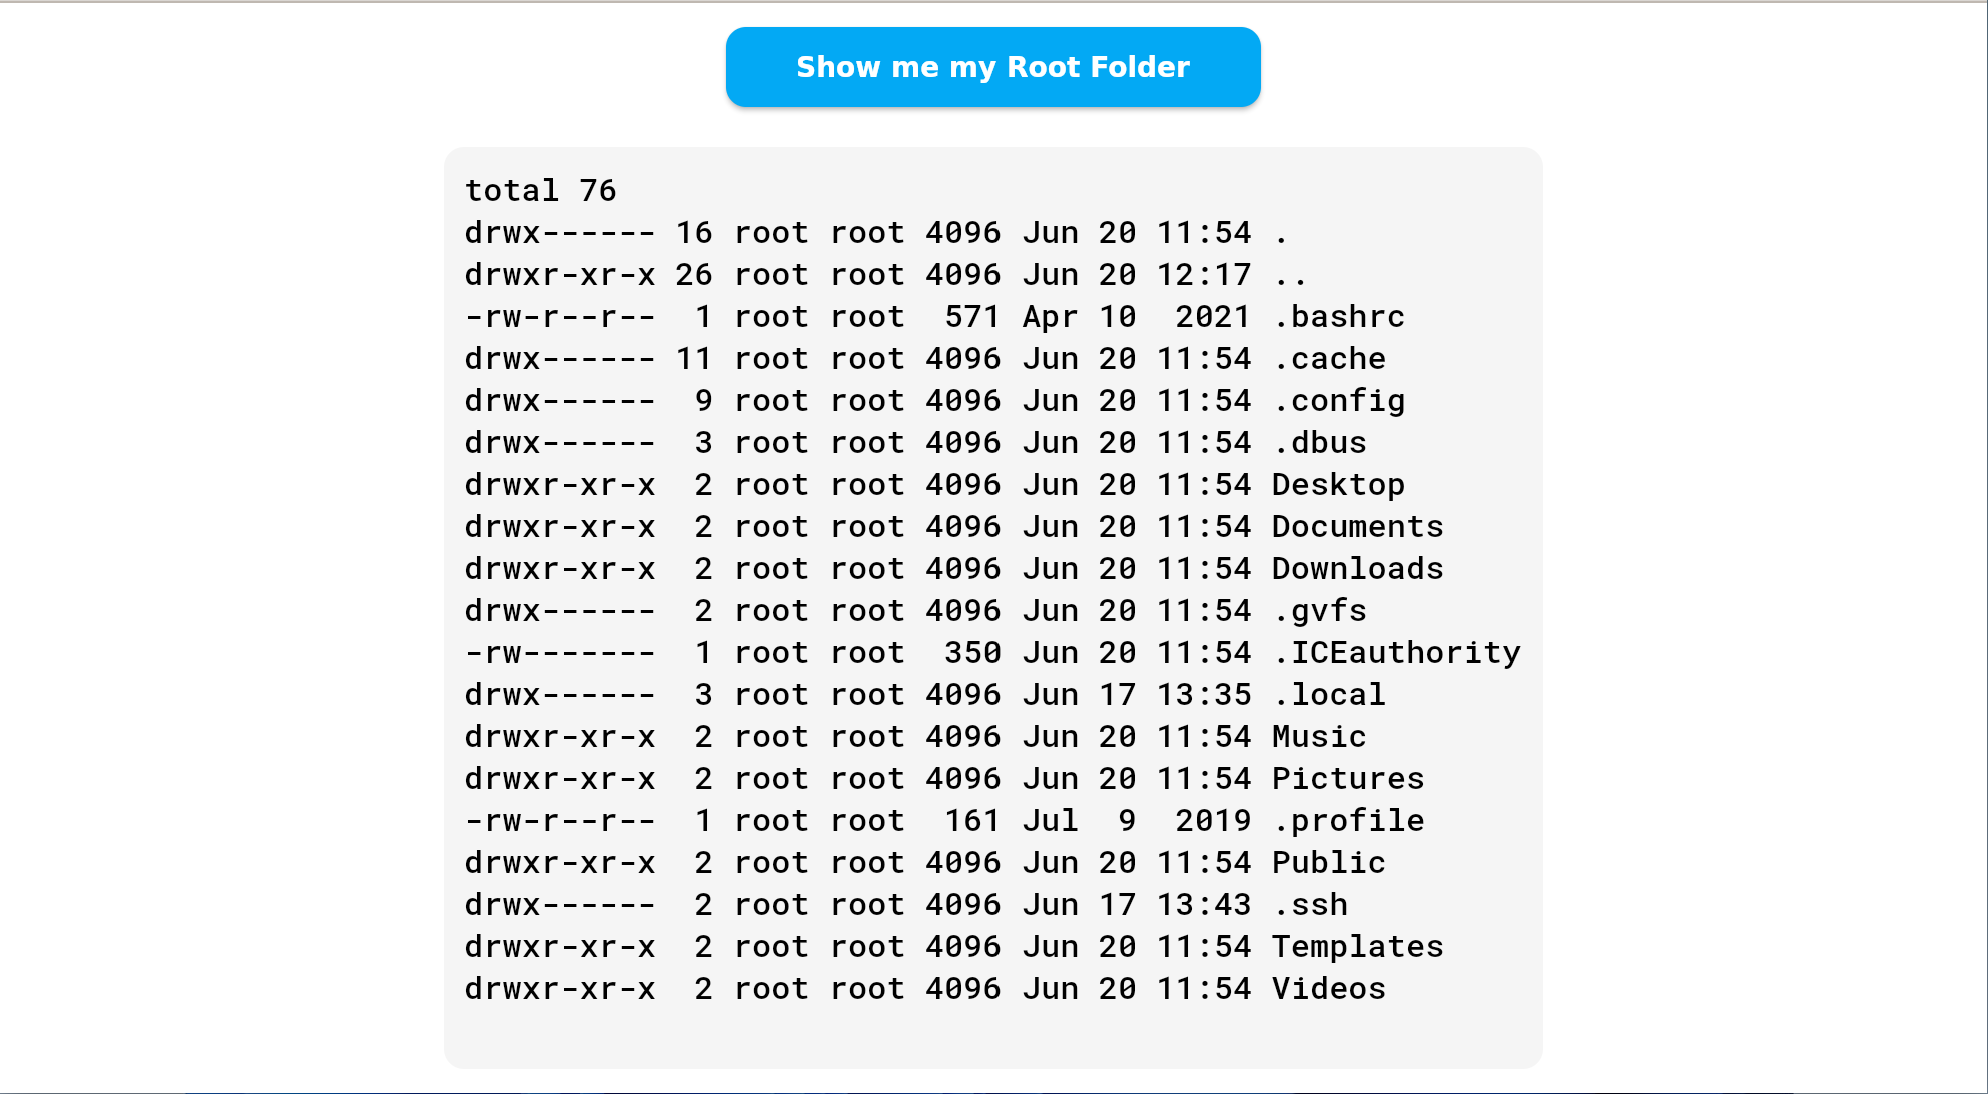 Show me my Root Folder
total 76
drwx------ 16 root root 4096 Jun 20 11:54 .
drwxr-xr-x 26 root root 4096 Jun 20 12:17 ..
-rw-r--r--  1 root root  571 Apr 10  2021 .bashrc
drwx------ 11 root root 4096 Jun 20 11:54 .cache
drwx------  9 root root 4096 Jun 20 11:54 .config
drwx------  3 root root 4096 Jun 20 11:54 .dbus
drwxr-xr-x  2 root root 4096 Jun 20 11:54 Desktop
drwxr-xr-x  2 root root 4096 Jun 20 11:54 Documents
drwxr-xr-x  2 root root 4096 Jun 20 11:54 Downloads
drwx------  2 root root 4096 Jun 20 11:54 .gvfs
-rw-------  1 root root  350 Jun 20 11:54 .ICEauthority
drwx------  3 root root 4096 Jun 17 13:35 .local
drwxr-xr-x  2 root root 4096 Jun 20 11:54 Music
drwxr-xr-x  2 root root 4096 Jun 20 11:54 Pictures
-rw-r--r--  1 root root  161 Jul  9  2019 .profile
drwxr-xr-x  2 root root 4096 Jun 20 11:54 Public
drwx------  2 root root 4096 Jun 17 13:43 .ssh
drwxr-xr-x  2 root root 4096 Jun 20 11:54 Templates
drwxr-xr-x  2 root root 4096 Jun 20 11:54 Videos